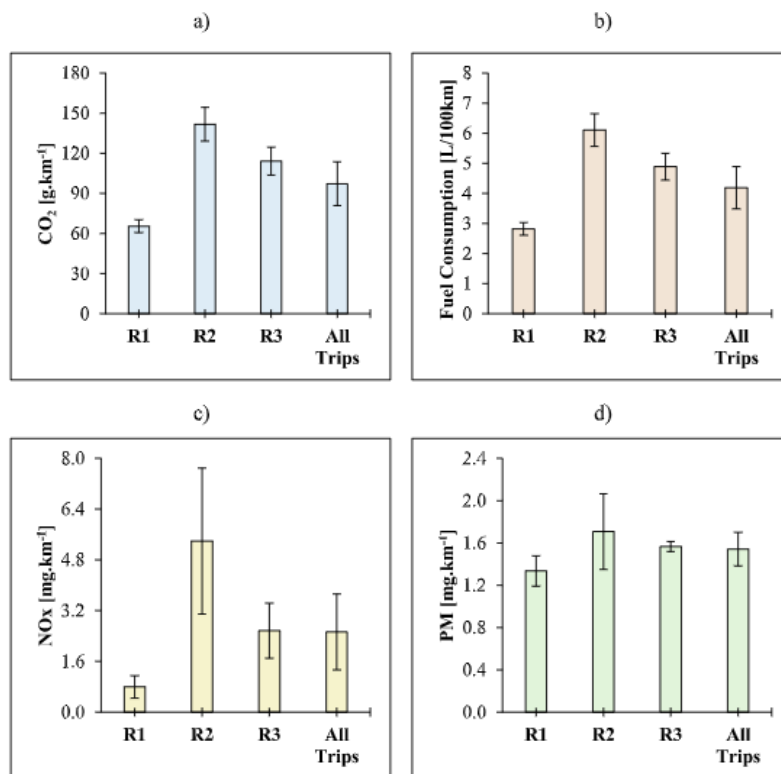 a)
CO₂ [g.km⁻¹]
180
150
120
90
60
30
0
R1 R2 R3 All
Trips
b)
Fuel Consumption [L/100km]
8
7
6
5
4
3
2
1
0
R1 R2 R3 All
Trips
c)
NOx [mg.km⁻¹]
8.0
6.4
4.8
3.2
1.6
0.0
R1 R2 R3 All
Trips
d)
PM [mg.km⁻¹]
2.4
2.0
1.6
1.2
0.8
0.4
0.0
R1 R2 R3 All
Trips